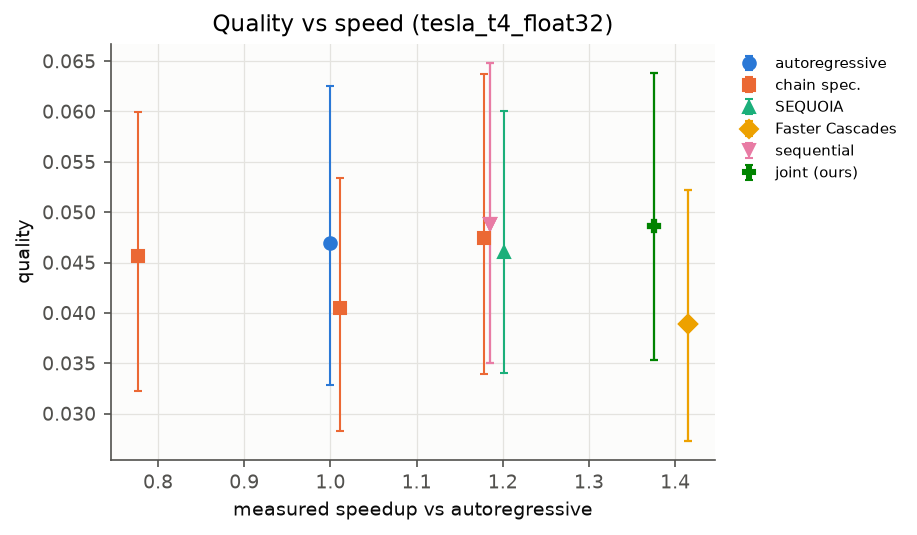 Quality vs speed (tesla_t4_float32)
quality
0.065
0.060
0.055
0.050
0.045
0.040
0.035
0.030
0.8 0.9 1.0 1.1 1.2 1.3 1.4
measured speedup vs autoregressive
autoregressive
chain spec.
SEQUOIA
Faster Cascades
sequential
joint (ours)